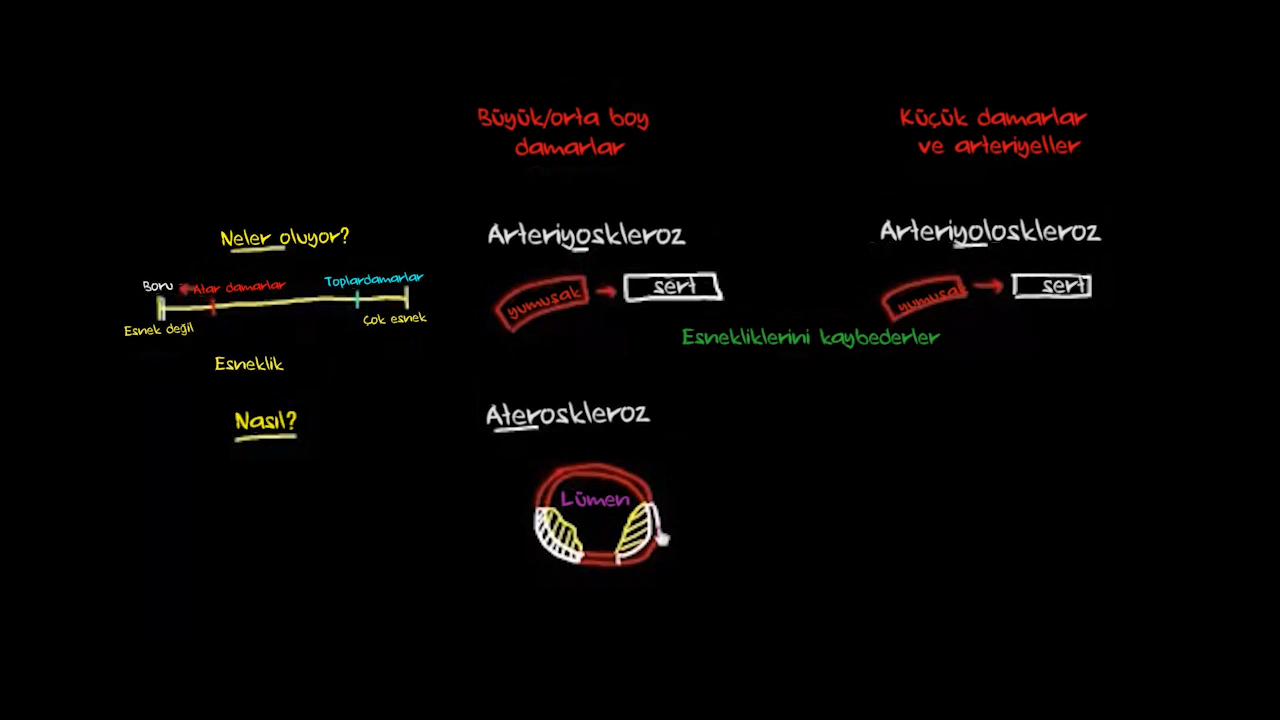 Büyük/orta boy
damarlar
Küçük damarlar
ve arteriyeller
Neler oluyor?
Arteriyoskleroz
Arteriyoloskleroz
Boru
Atar damarlar
Toplardamarlar
Esnek değil
Çok esnek
Esneklik
yumuşak
sert
yumuşak
sert
Esnekliklerini kaybederler
Nasıl?
Ateroskleroz
Lümen